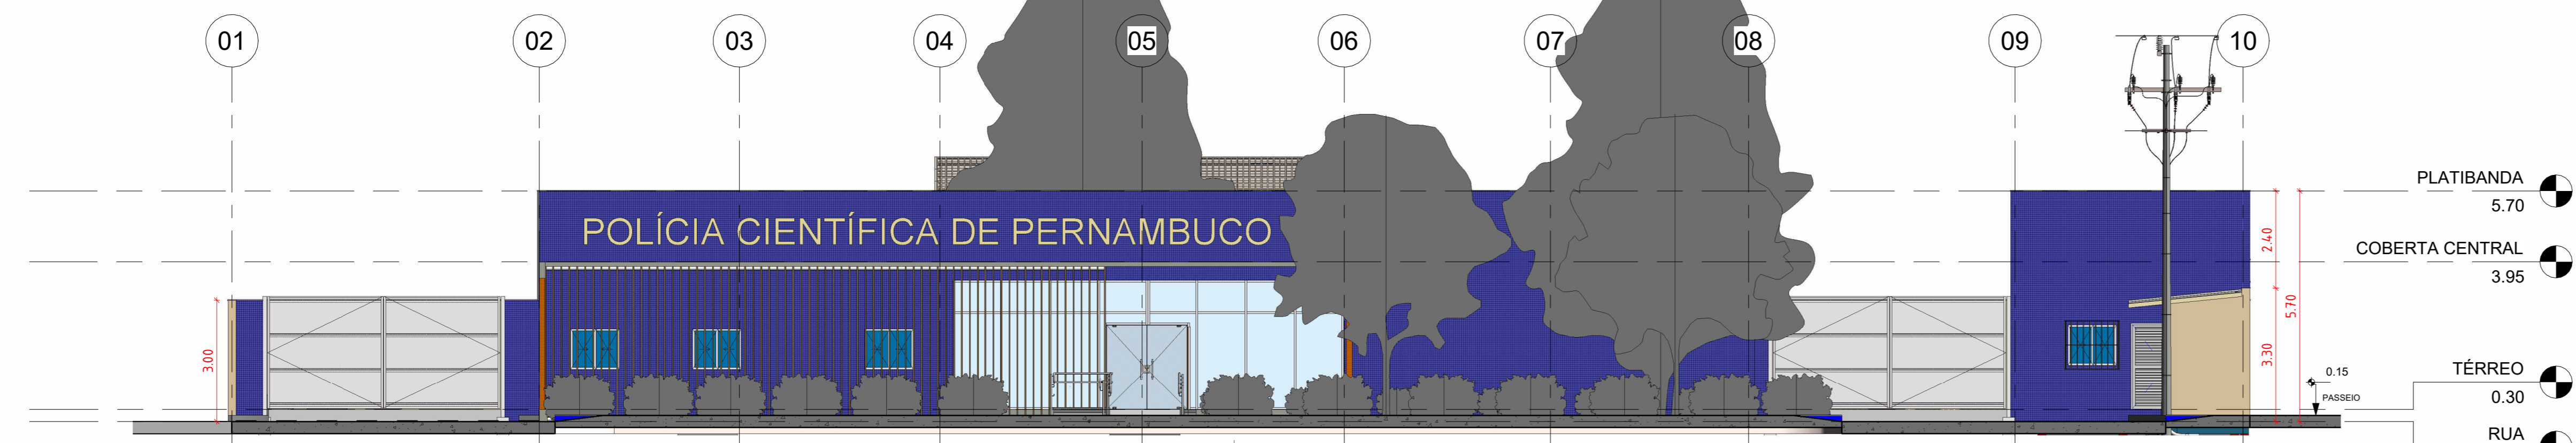 01 02 03 04 05 06 07 08 09 10
PLATIBANDA
5.70
POLÍCIA CIENTÍFICA DE PERNAMBUCO
2.40
COBERTA CENTRAL
3.95
5.70
3.00
3.30
0.15
PASSEIO
TÉRREO
0.30
RUA